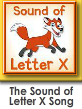 Sound of
Letter X
The Sound of
Letter X Song